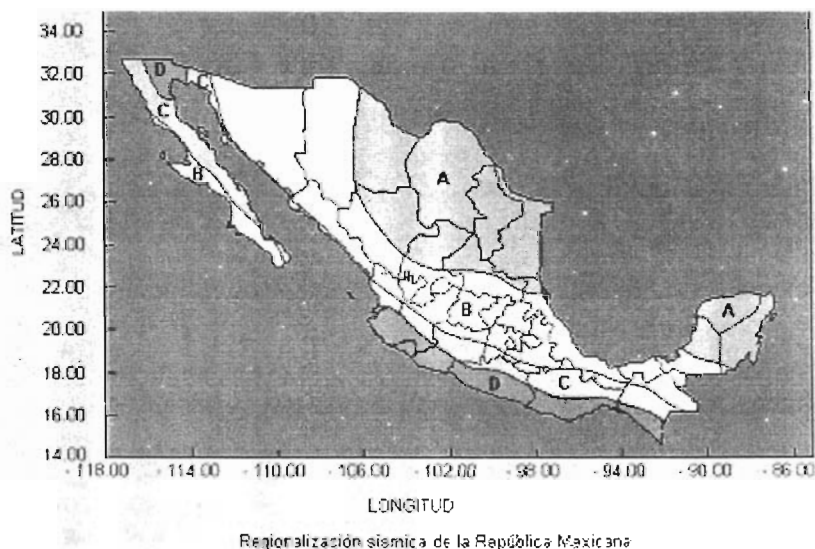 34.00
32.00
30.00
28.00
26.00
24.00
22.00
20.00
18.00
16.00
14.00
LATITUD
D
C
C
B
A
A
B
C
D
-118.00 -114.00 -110.00 -106.00 -102.00 -98.00 -94.00 -90.00 -86.00
LONGITUD
Regionalización sísmica de la República Mexicana